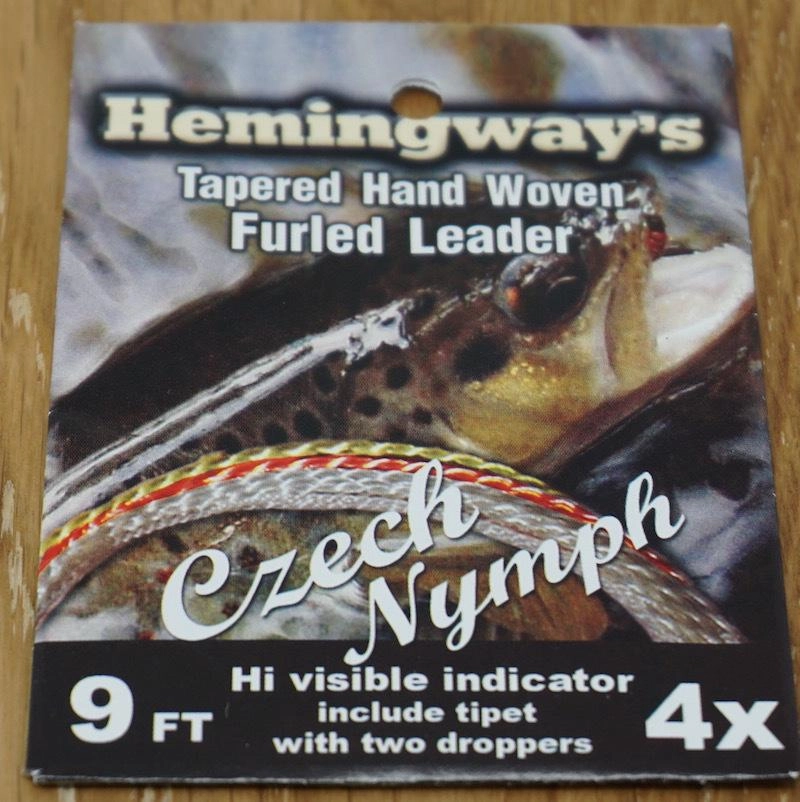 Hemingway's
Tapered Hand Woven
Furled Leader
Czech
Nymph
9 FT
Hi visible indicator
include tipet
with two droppers
4x